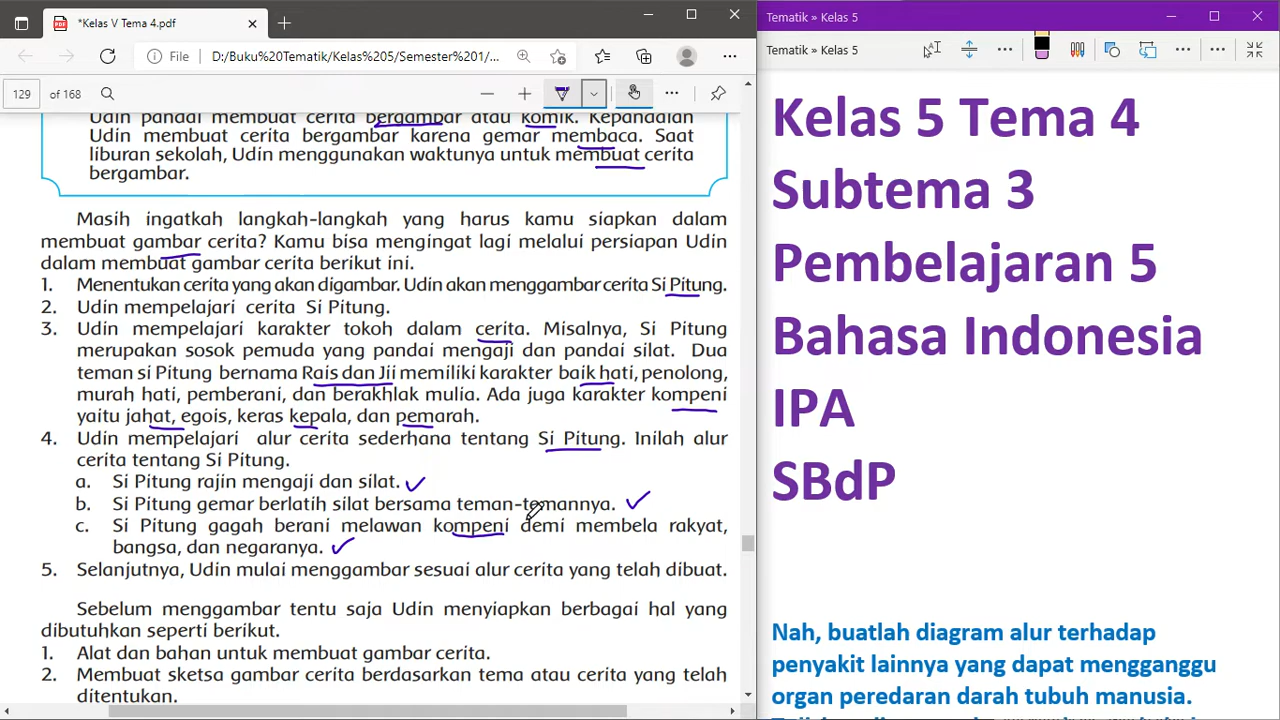 *Kelas V Tema 4.pdf
File
D:/Buku%20Tematik/Kelas%205/Semester%201/...
129 of 168
Udin pandai membuat cerita bergambar atau komik. Kepandaian
Udin membuat cerita bergambar karena gemar membaca. Saat
liburan sekolah, Udin menggunakan waktunya untuk membuat cerita
bergambar.
Masih ingatkah langkah-langkah yang harus kamu siapkan dalam
membuat gambar cerita? Kamu bisa mengingat lagi melalui persiapan Udin
dalam membuat gambar cerita berikut ini.
1. Menentukan cerita yang akan digambar. Udin akan menggambar cerita Si Pitung.
2. Udin mempelajari cerita Si Pitung.
3. Udin mempelajari karakter tokoh dalam cerita. Misalnya, Si Pitung
merupakan sosok pemuda yang pandai mengaji dan pandai silat. Dua
teman si Pitung bernama Rais dan Jii memiliki karakter baik hati, penolong,
murah hati, pemberani, dan berakhlak mulia. Ada juga karakter kompeni
yaitu jahat, egois, keras kepala, dan pemarah.
4. Udin mempelajari alur cerita sederhana tentang Si Pitung. Inilah alur
cerita tentang Si Pitung.
a. Si Pitung rajin mengaji dan silat.
b. Si Pitung gemar berlatih silat bersama teman-temannya.
c. Si Pitung gagah berani melawan kompeni demi membela rakyat,
bangsa, dan negaranya.
5. Selanjutnya, Udin mulai menggambar sesuai alur cerita yang telah dibuat.
Sebelum menggambar tentu saja Udin menyiapkan berbagai hal yang
dibutuhkan seperti berikut.
1. Alat dan bahan untuk membuat gambar cerita.
2. Membuat sketsa gambar cerita berdasarkan tema atau cerita yang telah
ditentukan.
Tematik » Kelas 5
Tematik » Kelas 5
Kelas 5 Tema 4
Subtema 3
Pembelajaran 5
Bahasa Indonesia
IPA
SBdP
Nah, buatlah diagram alur terhadap
penyakit lainnya yang dapat mengganggu
organ peredaran darah tubuh manusia.